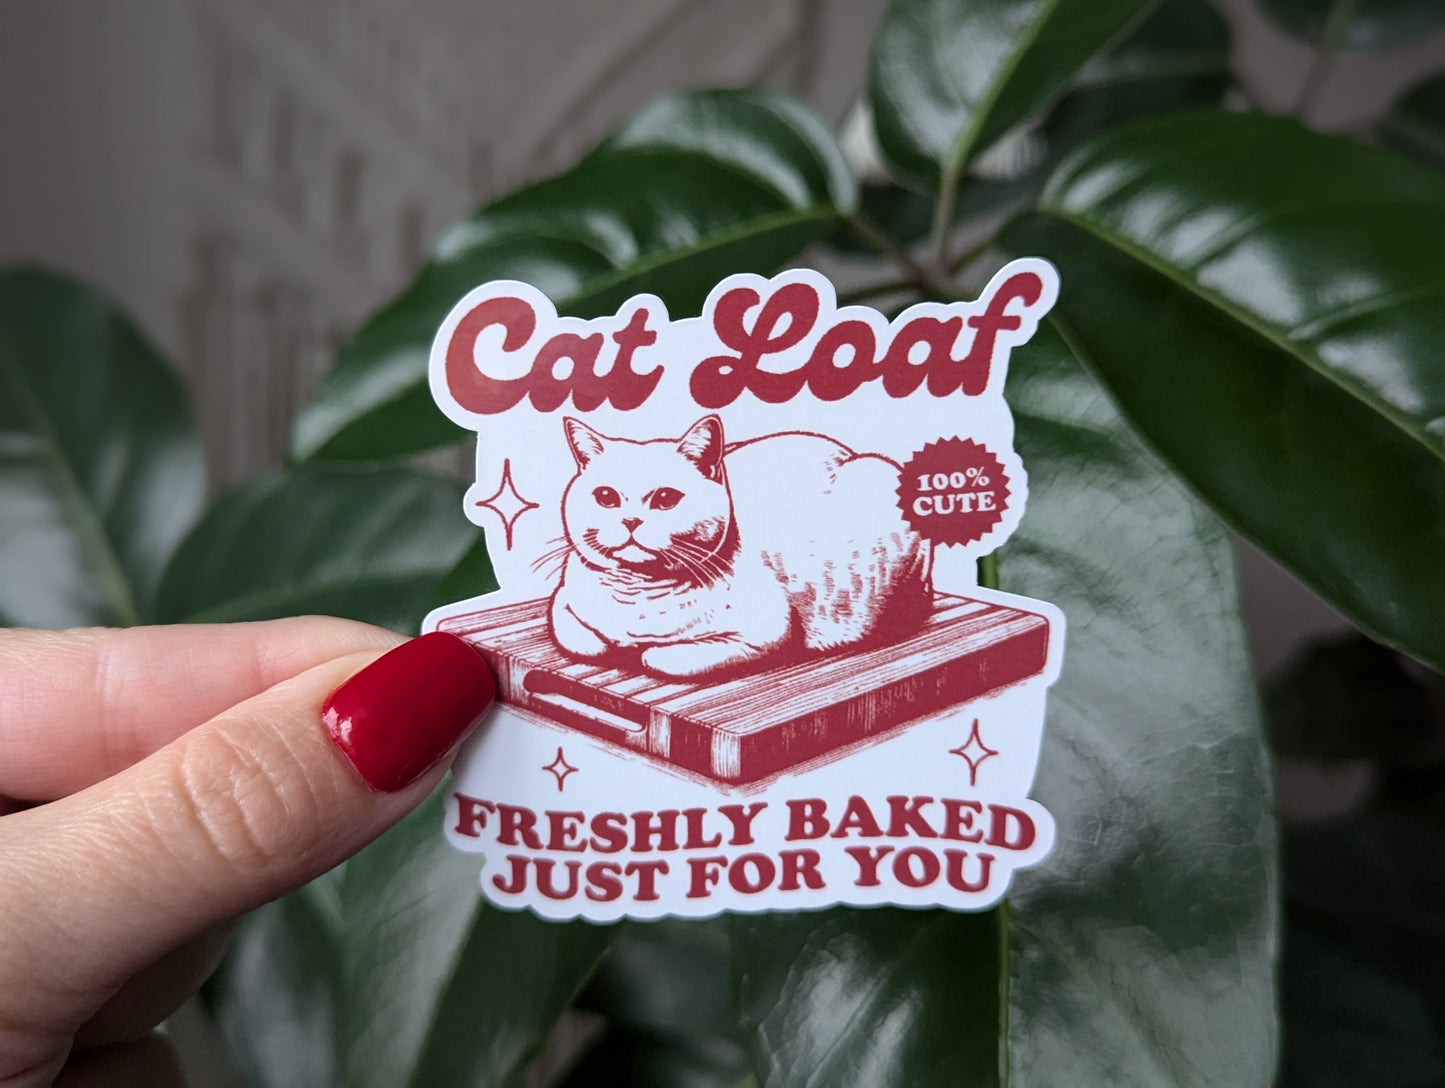 Cat Loaf
100%
CUTE
FRESHLY BAKED
JUST FOR YOU